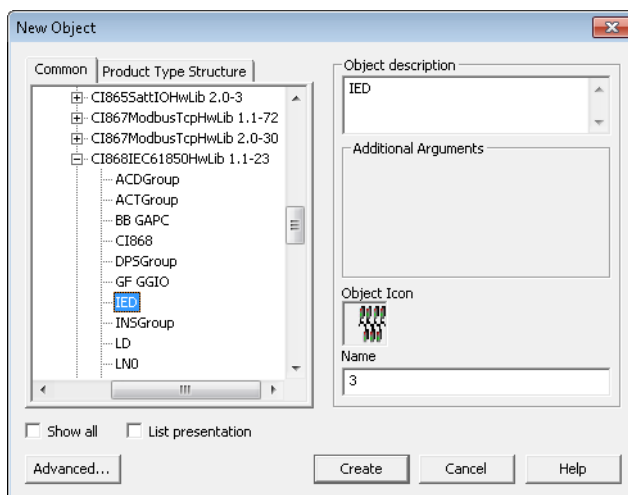 New Object
Common
Product Type Structure
CI865SattIOHwLib 2.0-3
CI867ModbusTcpHwLib 1.1-72
CI867ModbusTcpHwLib 2.0-30
CI868IEC61850HwLib 1.1-23
ACDGroup
ACTGroup
BB GAPC
CI868
DPSGroup
GF GGIO
IED
INSGroup
LD
LN0
Show all
List presentation
Advanced...
Object description
IED
Additional Arguments
Object Icon
Name
3
Create
Cancel
Help